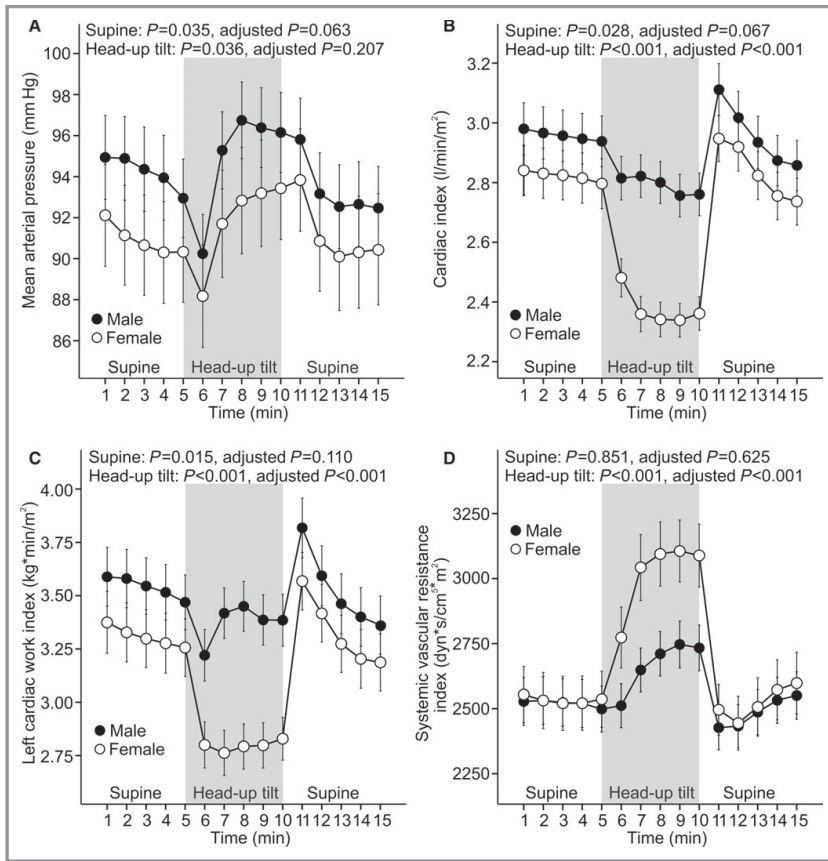 A
Supine: P=0.035, adjusted P=0.063
Head-up tilt: P=0.036, adjusted P=0.207
Mean arterial pressure (mm Hg)
100
98
96
94
92
90
88
86
Male
Female
Supine Head-up tilt Supine
1 2 3 4 5 6 7 8 9 10 11 12 13 14 15
Time (min)
B
Supine: P=0.028, adjusted P=0.067
Head-up tilt: P<0.001, adjusted P<0.001
Cardiac index (l/min/m²)
3.2
3.0
2.8
2.6
2.4
2.2
Male
Female
Supine Head-up tilt Supine
1 2 3 4 5 6 7 8 9 10 11 12 13 14 15
Time (min)
C
Supine: P=0.015, adjusted P=0.110
Head-up tilt: P<0.001, adjusted P<0.001
Left cardiac work index (kg*min/m²)
4.00
3.75
3.50
3.25
3.00
2.75
Male
Female
Supine Head-up tilt Supine
1 2 3 4 5 6 7 8 9 10 11 12 13 14 15
Time (min)
D
Supine: P=0.851, adjusted P=0.625
Head-up tilt: P<0.001, adjusted P<0.001
Systemic vascular resistance
index (dyn*s/cm⁵*m²)
3250
3000
2750
2500
2250
Male
Female
Supine Head-up tilt Supine
1 2 3 4 5 6 7 8 9 10 11 12 13 14 15
Time (min)